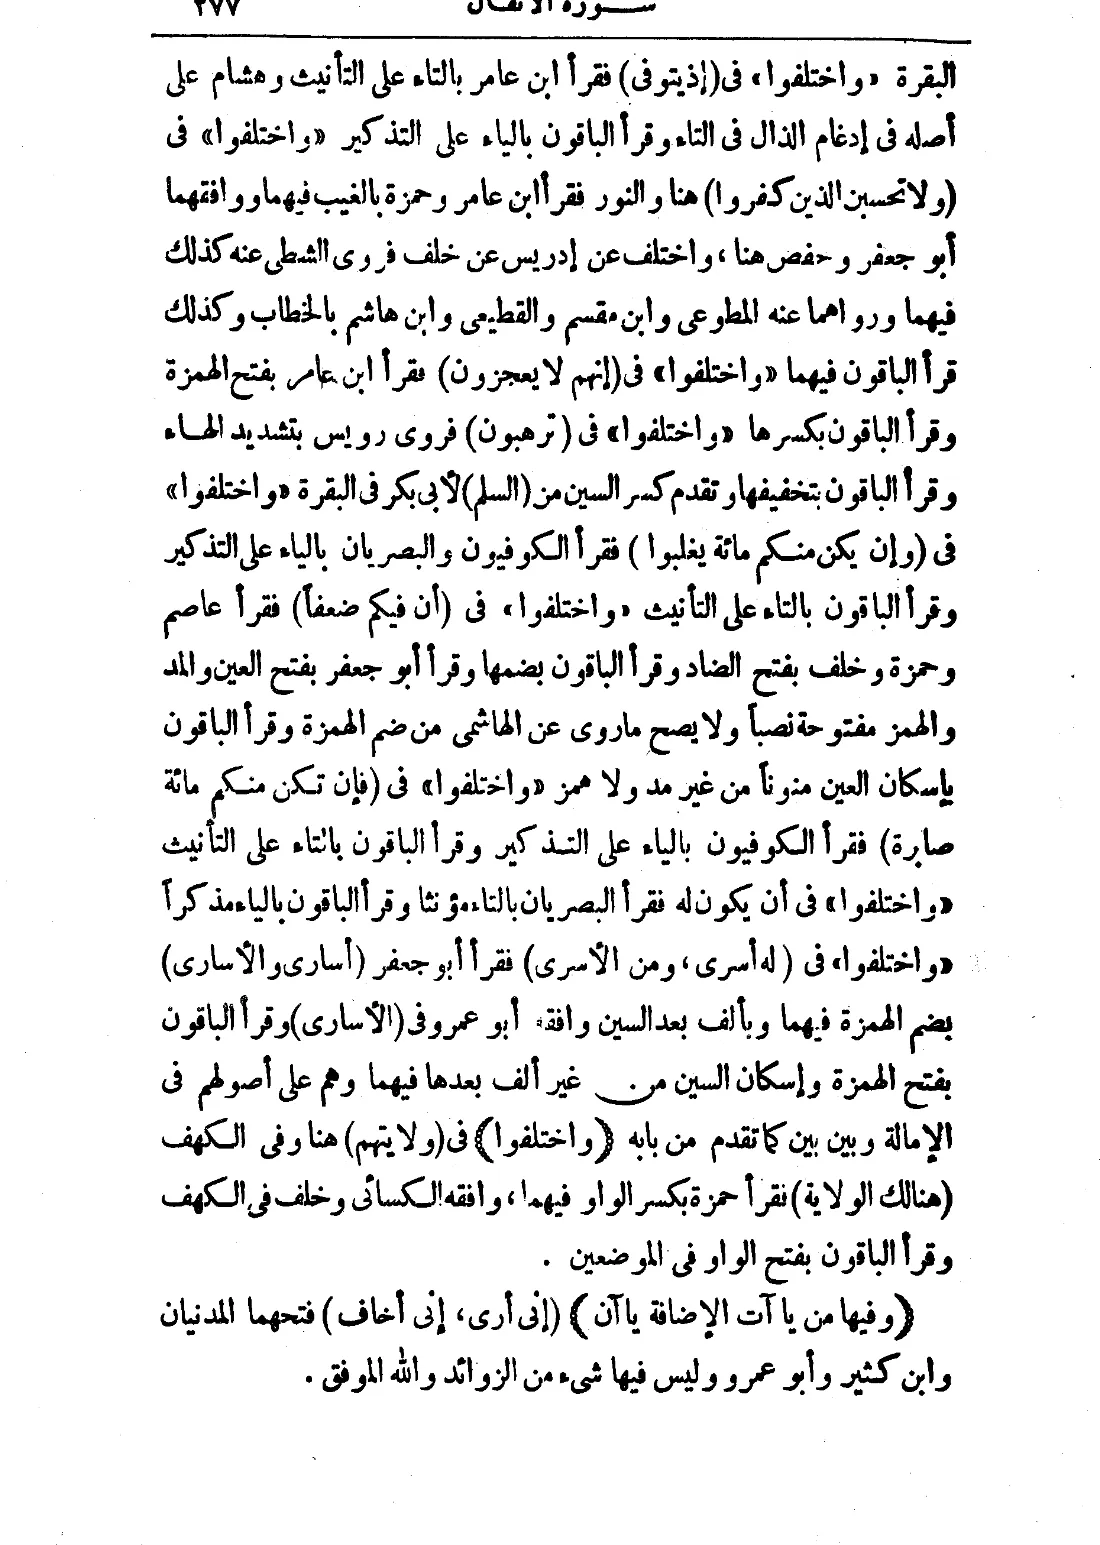 سورة الأنفال ٢٧٧
البقرة «واختلفوا» فى (إذ يتوفى) فقرأ ابن عامر بالتاء على التأنيث وهشام على
أصله فى إدغام الذال فى التاء وقرأ الباقون بالياء على التذكير «واختلفوا» فى
(ولا تحسبن الذين كفروا) هنا والنور فقرأ ابن عامر وحمزة بالغيب فيهما ووافقهما
أبو جعفر وحفص هنا، واختلف عن إدريس عن خلف فروى الشطى عنه كذلك
فيهما ورواهما عنه المطوعى وابن مقسم والقطيعى وابن هاشم بالخطاب وكذلك
قرأ الباقون فيهما «واختلفوا» فى (إنهم لا يعجزون) فقرأ ابن عامر بفتح الهمزة
وقرأ الباقون بكسرها «واختلفوا» فى (ترهبون) فروى رويس بتشديد الهاء
وقرأ الباقون بتخفيفها وتقدم كسر السين من (السلم) لأبى بكر فى البقرة «واختلفوا»
فى (وإن يكن منكم مائة يغلبوا) فقرأ الكوفيون والبصريان بالياء على التذكير
وقرأ الباقون بالتاء على التأنيث «واختلفوا» فى (أن فيكم ضعفاً) فقرأ عاصم
وحمزة وخلف بفتح الضاد وقرأ الباقون بضمها وقرأ أبو جعفر بفتح العين والمد
والهمز مفتوحة نصباً ولا يصح ماروى عن الهاشمى من ضم الهمزة وقرأ الباقون
بإسكان العين منوناً من غير مد ولا همز «واختلفوا» فى (فإن تكن منكم مائة
صابرة) فقرأ الكوفيون بالياء على التذكير وقرأ الباقون بالتاء على التأنيث
«واختلفوا» فى أن يكون له فقرأ البصريان بالتاء مؤنثا وقرأ الباقون بالياء مذكراً
«واختلفوا» فى (له أسرى، ومن الأسرى) فقرأ أبو جعفر (أسارى والأسارى)
بضم الهمزة فيهما وبألف بعد السين وافقه أبو عمرو فى (الأسارى) وقرأ الباقون
بفتح الهمزة وإسكان السين من غير ألف بعدها فيهما وهم على أصولهم فى
الإمالة وبين بين كما تقدم من بابه (واختلفوا) فى (ولايتهم) هنا وفى الكهف
(هنالك الولاية) فقرأ حمزة بكسر الواو فيهما، وافقه الكسائى وخلف فى الكهف
وقرأ الباقون بفتح الواو فى الموضعين .
(وفيها من ياآت الإضافة ياآن) (إنى أرى، إنى أخاف) فتحهما المدنيان
وابن كثير وأبو عمرو وليس فيها شىء من الزوائد والله الموفق .